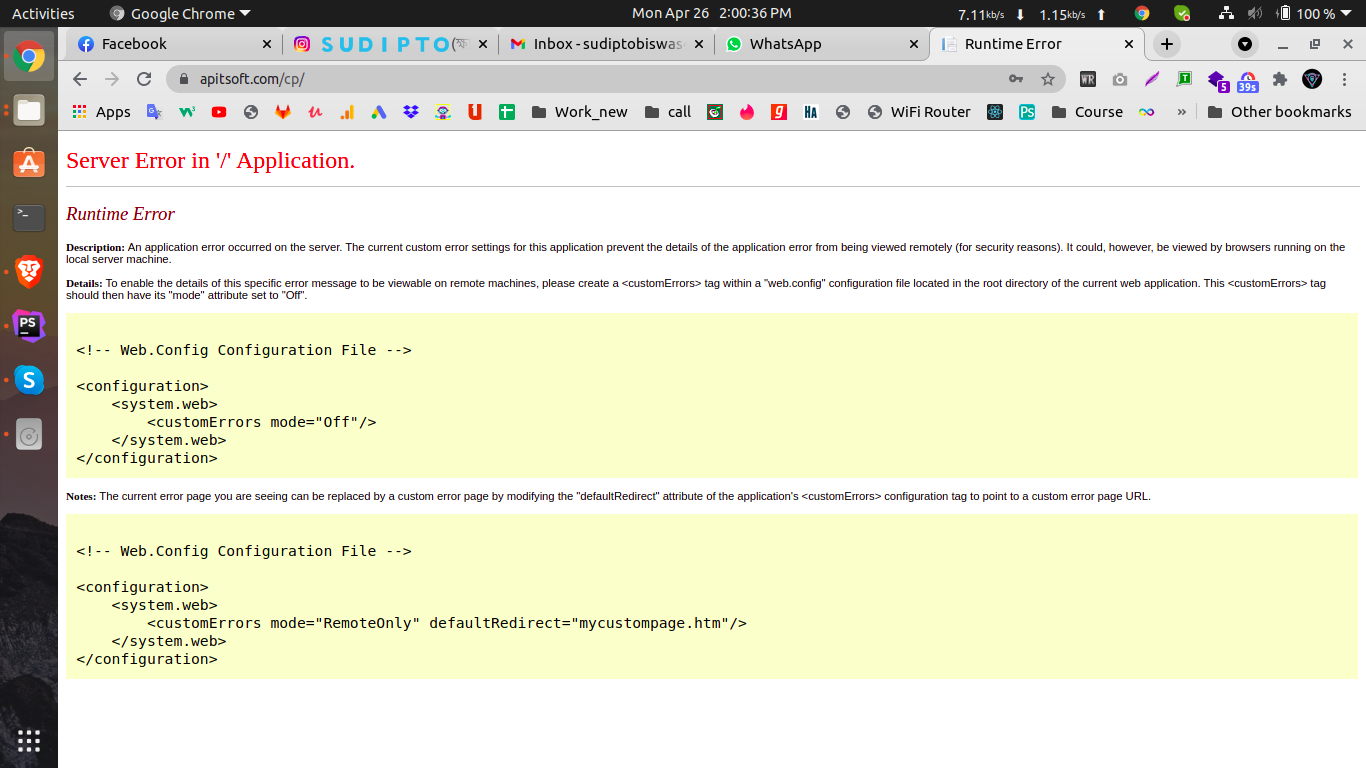 Activities
Google Chrome
Mon Apr 26 2:00:36 PM
7.11kb/s
1.15kb/s
100 %
Facebook
S U D I P T O
Inbox - sudiptobiswas
WhatsApp
Runtime Error
apitsoft.com/cp/
WR
T
5
39s
Apps
Work_new
call
HA
WiFi Router
Ps
Course
»
Other bookmarks
Server Error in '/' Application.
Runtime Error
Description: An application error occurred on the server. The current custom error settings for this application prevent the details of the application error from being viewed remotely (for security reasons). It could, however, be viewed by browsers running on the
local server machine.
Details: To enable the details of this specific error message to be viewable on remote machines, please create a <customErrors> tag within a "web.config" configuration file located in the root directory of the current web application. This <customErrors> tag
should then have its "mode" attribute set to "Off".
<!-- Web.Config Configuration File -->
<configuration>
<system.web>
<customErrors mode="Off"/>
</system.web>
</configuration>
Notes: The current error page you are seeing can be replaced by a custom error page by modifying the "defaultRedirect" attribute of the application's <customErrors> configuration tag to point to a custom error page URL.
<!-- Web.Config Configuration File -->
<configuration>
<system.web>
<customErrors mode="RemoteOnly" defaultRedirect="mycustompage.htm"/>
</system.web>
</configuration>